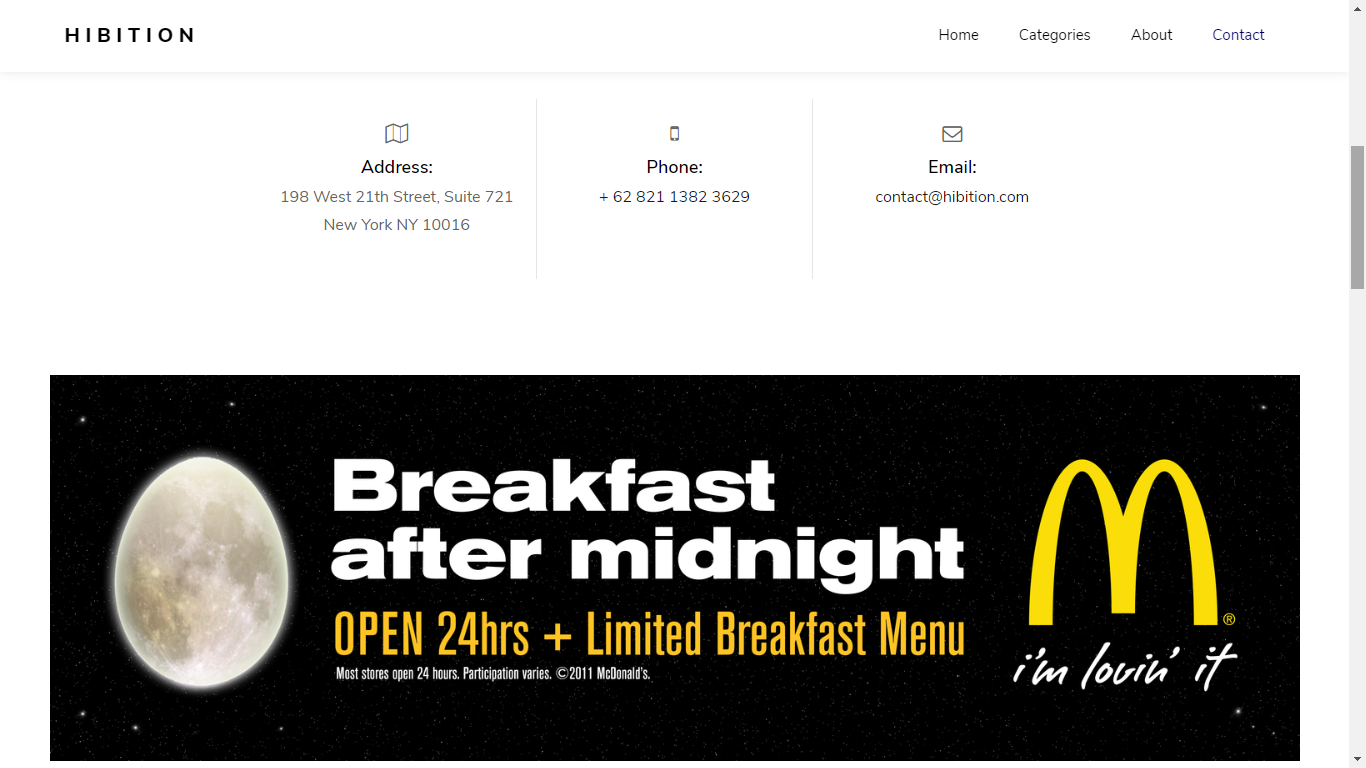 HIBITION
Home Categories About Contact
Address:
198 West 21th Street, Suite 721
New York NY 10016
Phone:
+ 62 821 1382 3629
Email:
contact@hibition.com
Breakfast
after midnight
OPEN 24hrs + Limited Breakfast Menu
Most stores open 24 hours. Participation varies. ©2011 McDonald's.
®
i'm lovin' it